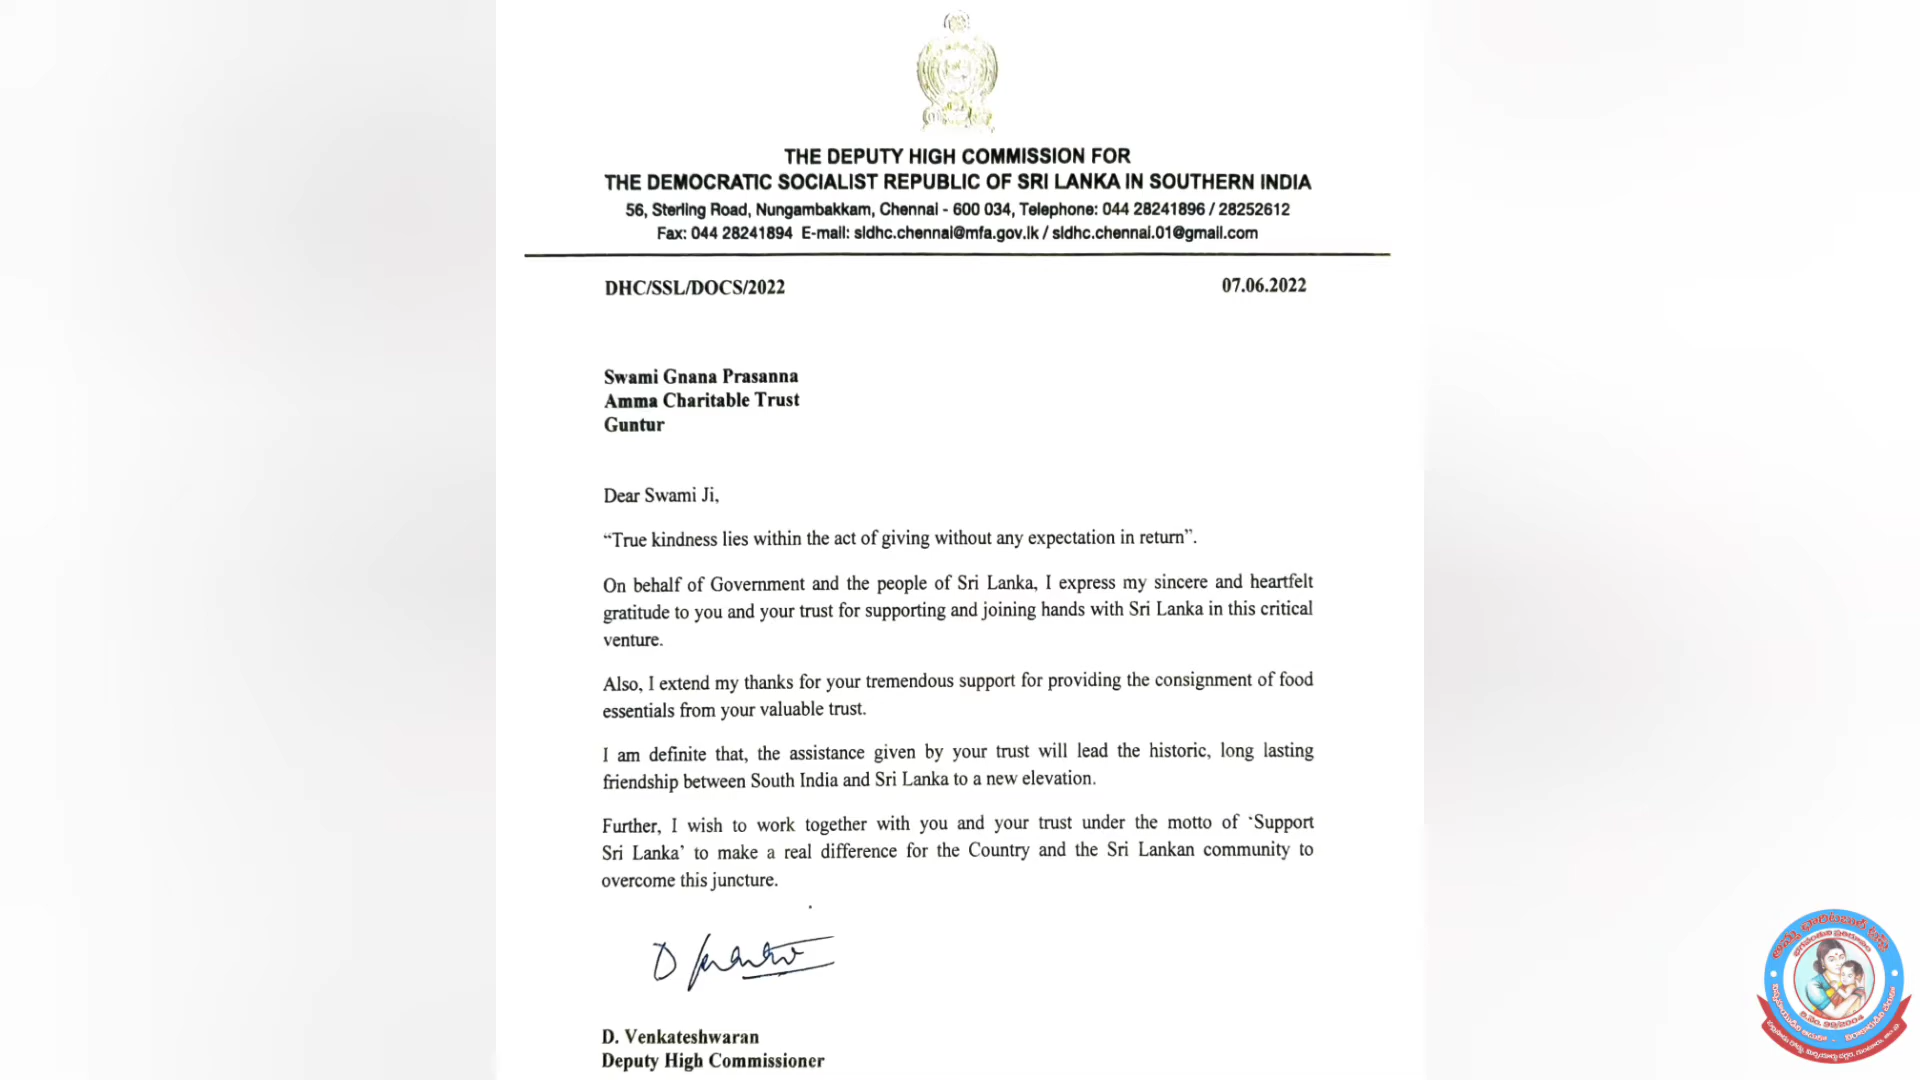 THE DEPUTY HIGH COMMISSION FOR
THE DEMOCRATIC SOCIALIST REPUBLIC OF SRI LANKA IN SOUTHERN INDIA
56, Sterling Road, Nungambakkam, Chennai - 600 034, Telephone: 044 28241896 / 28252612
Fax: 044 28241894 E-mail: sldhc.chennai@mfa.gov.lk / sldhc.chennai.01@gmail.com
DHC/SSL/DOCS/2022 07.06.2022
Swami Gnana Prasanna
Amma Charitable Trust
Guntur
Dear Swami Ji,
“True kindness lies within the act of giving without any expectation in return”.
On behalf of Government and the people of Sri Lanka, I express my sincere and heartfelt
gratitude to you and your trust for supporting and joining hands with Sri Lanka in this critical
venture.
Also, I extend my thanks for your tremendous support for providing the consignment of food
essentials from your valuable trust.
I am definite that, the assistance given by your trust will lead the historic, long lasting
friendship between South India and Sri Lanka to a new elevation.
Further, I wish to work together with you and your trust under the motto of ‘Support
Sri Lanka’ to make a real difference for the Country and the Sri Lankan community to
overcome this juncture.
D. Venkateshwaran
Deputy High Commissioner
అమ్మ చారిటబుల్ ట్రస్ట్